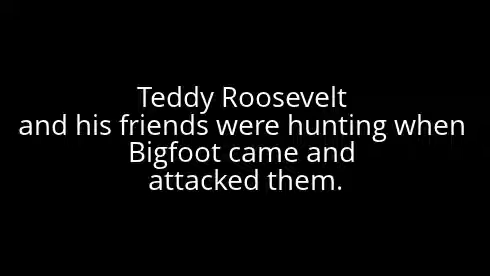 Teddy Roosevelt
and his friends were hunting when
Bigfoot came and
attacked them.